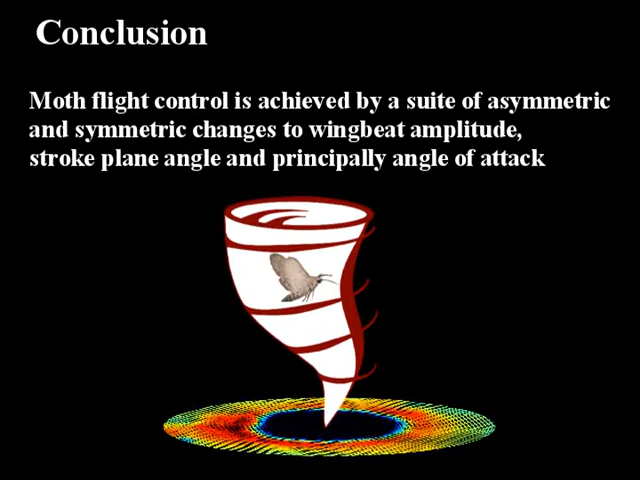 Conclusion
Moth flight control is achieved by a suite of asymmetric
and symmetric changes to wingbeat amplitude,
stroke plane angle and principally angle of attack